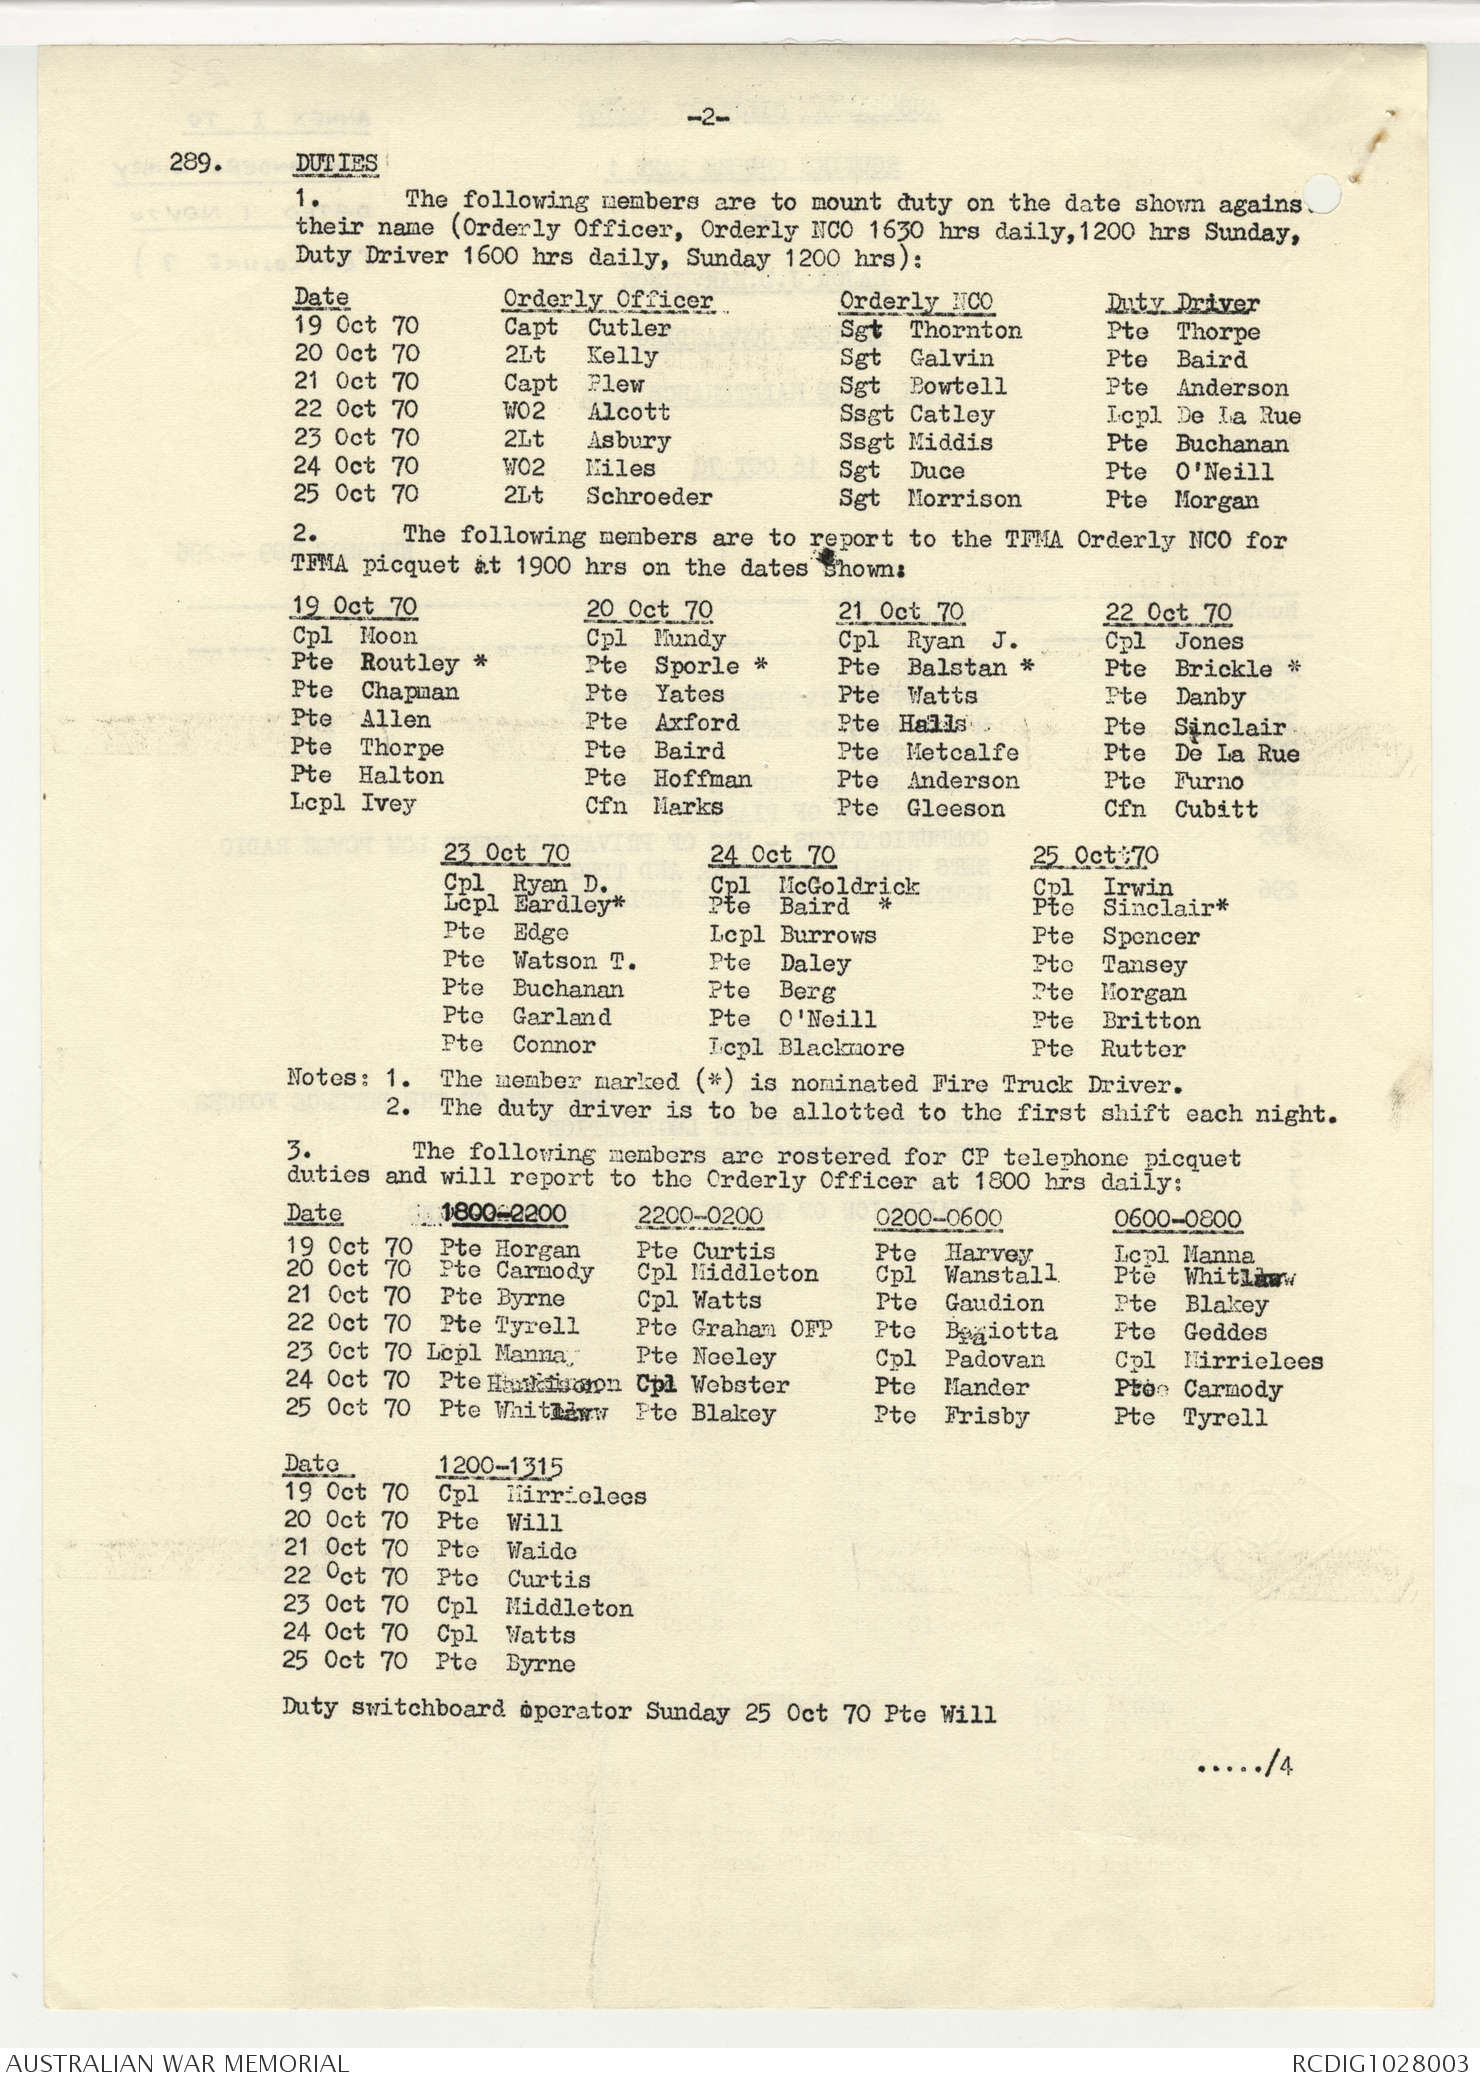 -2-
289. DUTIES
1. The following members are to mount duty on the date shown agains
their name (Orderly Officer, Orderly NCO 1630 hrs daily,1200 hrs Sunday,
Duty Driver 1600 hrs daily, Sunday 1200 hrs):
Date Orderly Officer Orderly NCO Duty Driver
19 Oct 70 Capt Cutler Sgt Thornton Pte Thorpe
20 Oct 70 2Lt Kelly Sgt Galvin Pte Baird
21 Oct 70 Capt Plew Sgt Bowtell Pte Anderson
22 Oct 70 WO2 Alcott Ssgt Catley Lcpl De La Rue
23 Oct 70 2Lt Asbury Ssgt Middis Pte Buchanan
24 Oct 70 WO2 Miles Sgt Duce Pte O'Neill
25 Oct 70 2Lt Schroeder Sgt Morrison Pte Morgan
2. The following members are to report to the TFMA Orderly NCO for
TFMA picquet at 1900 hrs on the dates shown:
19 Oct 70 20 Oct 70 21 Oct 70 22 Oct 70
Cpl Moon Cpl Mundy Cpl Ryan J. Cpl Jones
Pte Routley * Pte Sporle * Pte Balstan * Pte Brickle *
Pte Chapman Pte Yates Pte Watts Pte Danby
Pte Allen Pte Axford Pte Halls Pte Sinclair
Pte Thorpe Pte Baird Pte Metcalfe Pte De La Rue
Pte Halton Pte Hoffman Pte Anderson Pte Furno
Lcpl Ivey Cfn Marks Pte Gleeson Cfn Cubitt
23 Oct 70 24 Oct 70 25 Oct 70
Cpl Ryan D. Cpl McGoldrick Cpl Irwin
Lcpl Eardley* Pte Baird * Pte Sinclair*
Pte Edge Lcpl Burrows Pte Spencer
Pte Watson T. Pte Daley Pte Tansey
Pte Buchanan Pte Berg Pte Morgan
Pte Garland Pte O'Neill Pte Britton
Pte Connor Lcpl Blackmore Pte Rutter
Notes: 1. The member marked (*) is nominated Fire Truck Driver.
2. The duty driver is to be allotted to the first shift each night.
3. The following members are rostered for CP telephone picquet
duties and will report to the Orderly Officer at 1800 hrs daily:
Date 1800-2200 2200-0200 0200-0600 0600-0800
19 Oct 70 Pte Horgan Pte Curtis Pte Harvey Lcpl Manna
20 Oct 70 Pte Carmody Cpl Middleton Cpl Wanstall Pte Whitlaw
21 Oct 70 Pte Byrne Cpl Watts Pte Gaudion Pte Blakey
22 Oct 70 Pte Tyrell Pte Graham OFP Pte Pte Geddes
23 Oct 70 Lcpl Manna Pte Neeley Cpl Padovan Cpl Mirrielees
24 Oct 70 Pte Cpl Webster Pte Mander Pte Carmody
25 Oct 70 Pte Whitlaw Pte Blakey Pte Frisby Pte Tyrell
Date 1200-1315
19 Oct 70 Cpl Mirrielees
20 Oct 70 Pte Will
21 Oct 70 Pte Waide
22 Oct 70 Pte Curtis
23 Oct 70 Cpl Middleton
24 Oct 70 Cpl Watts
25 Oct 70 Pte Byrne
Duty switchboard operator Sunday 25 Oct 70 Pte Will
...../4
AUSTRALIAN WAR MEMORIAL RCDIG1028003